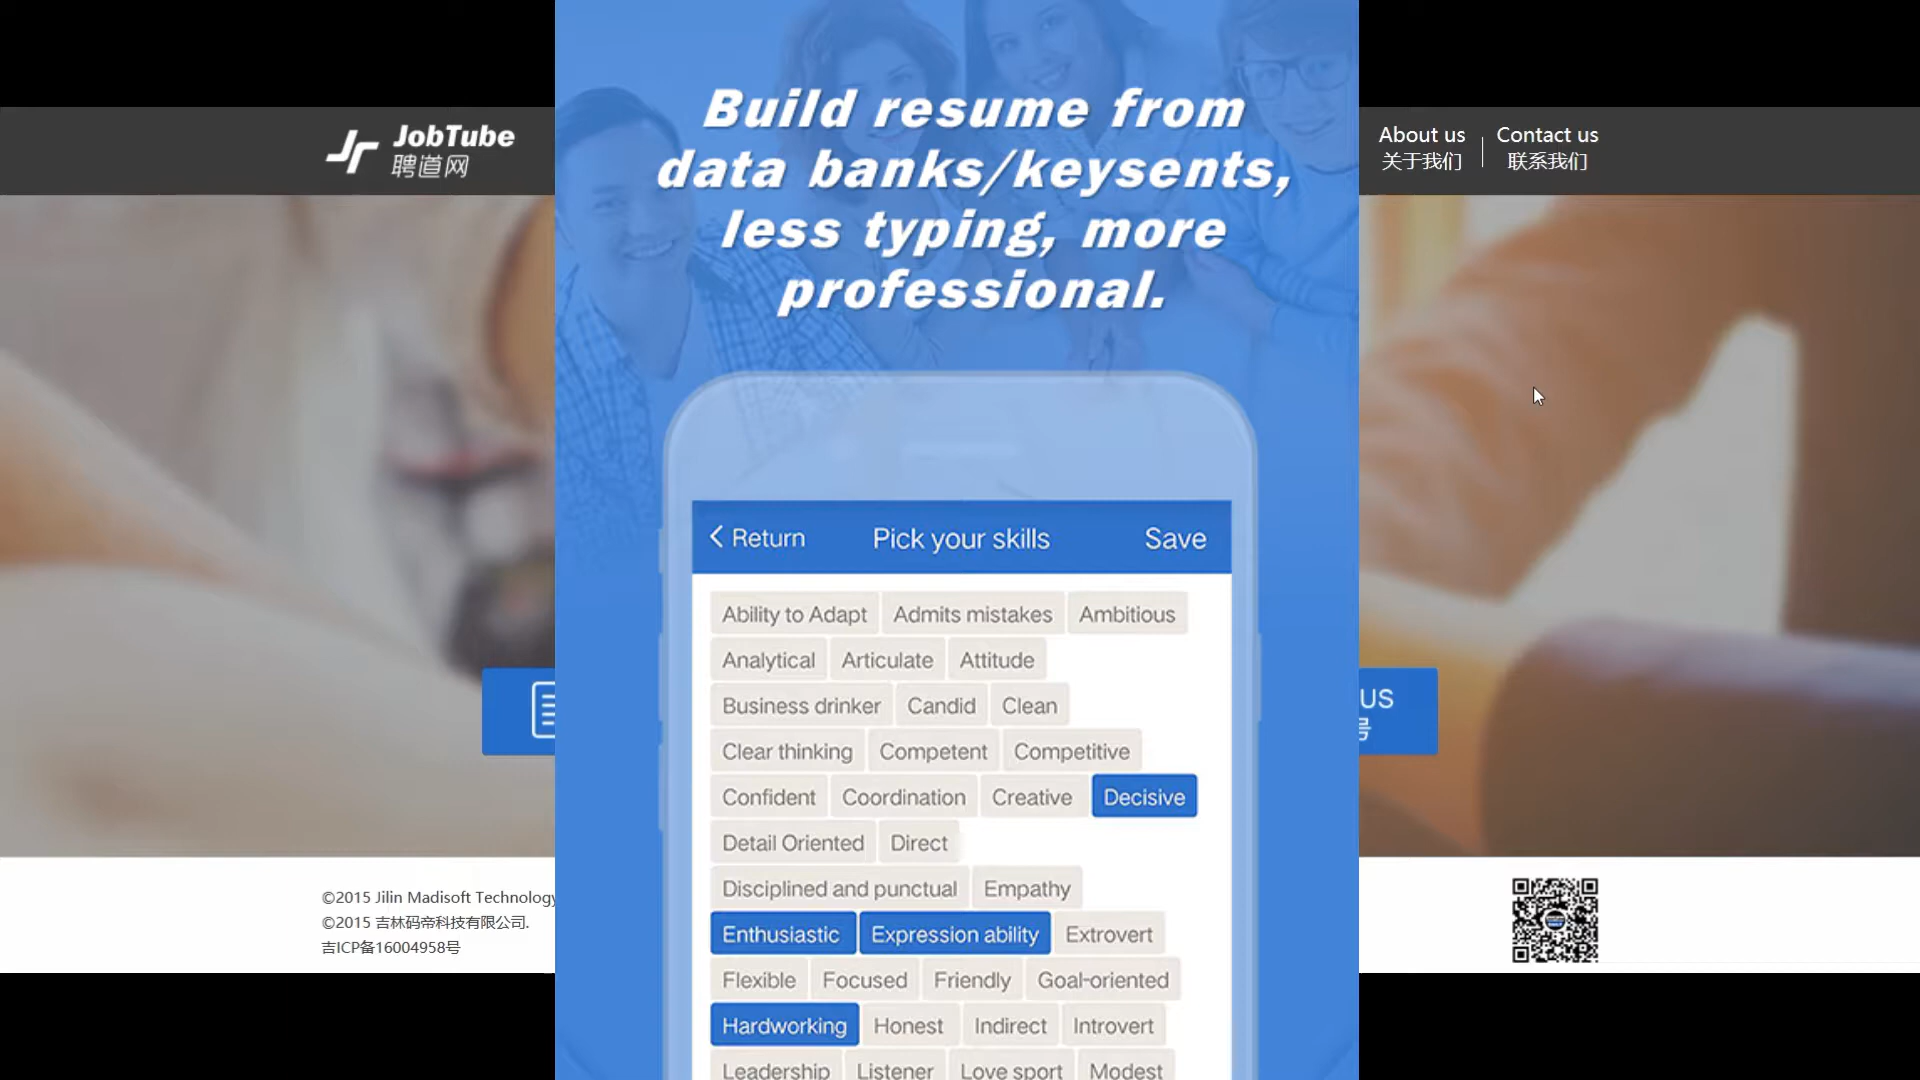 JobTube
聘道网
About us
关于我们
Contact us
联系我们
Build resume from
data banks/keysents,
less typing, more
professional.
Return
Pick your skills
Save
Ability to Adapt
Admits mistakes
Ambitious
Analytical
Articulate
Attitude
Business drinker
Candid
Clean
Clear thinking
Competent
Competitive
Confident
Coordination
Creative
Decisive
Detail Oriented
Direct
Disciplined and punctual
Empathy
Enthusiastic
Expression ability
Extrovert
Flexible
Focused
Friendly
Goal-oriented
Hardworking
Honest
Indirect
Introvert
Leadership
Listener
Love sport
Modest
US
号
©2015 Jilin Madisoft Technology
©2015 吉林码帝科技有限公司.
吉ICP备16004958号